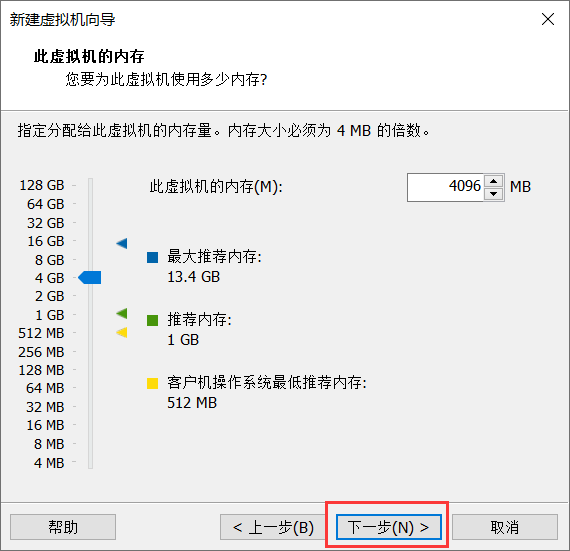 新建虚拟机向导
此虚拟机的内存
您要为此虚拟机使用多少内存?
指定分配给此虚拟机的内存量。内存大小必须为 4 MB 的倍数。
此虚拟机的内存(M): 4096 MB
128 GB
64 GB
32 GB
16 GB
8 GB
4 GB
2 GB
1 GB
512 MB
256 MB
128 MB
64 MB
32 MB
16 MB
8 MB
4 MB
最大推荐内存:
13.4 GB
推荐内存:
1 GB
客户机操作系统最低推荐内存:
512 MB
帮助 < 上一步(B) 下一步(N) > 取消